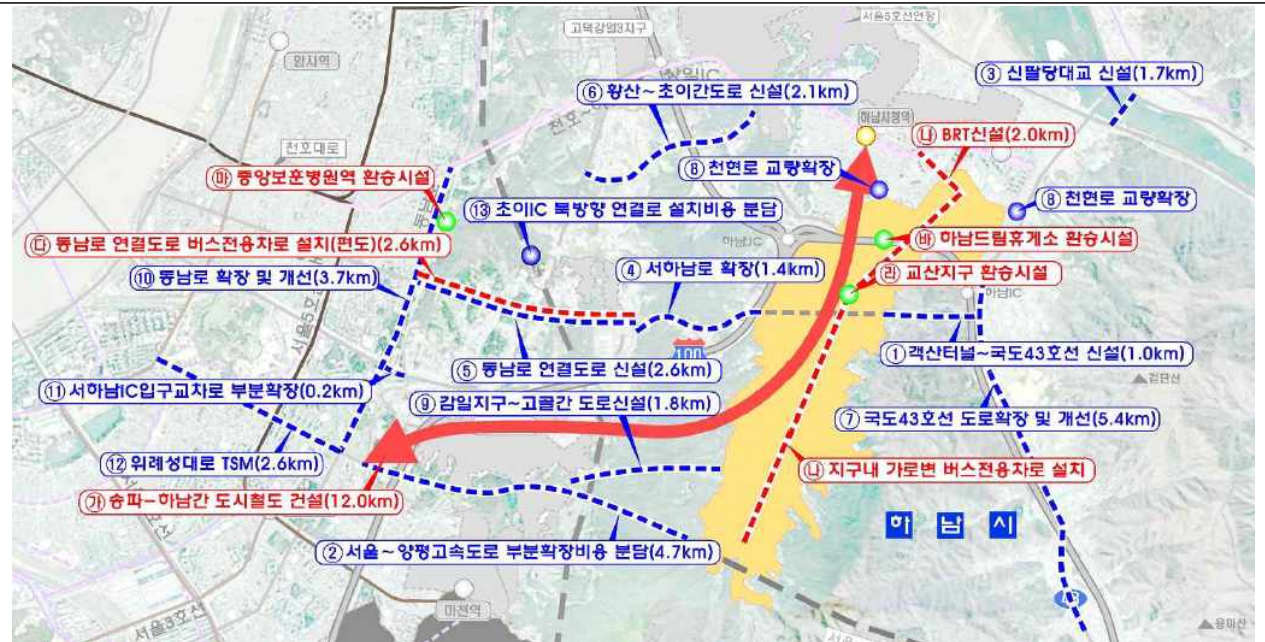 서울5호선연장
고덕강일3지구
암사역
상일IC
③ 신팔당대교 신설(1.7km)
⑥ 황산~초이간도로 신설(2.1km)
하남시청역
㉯ BRT신설(2.0km)
천호대로
㉲ 중앙보훈병원역 환승시설
⑧ 천현로 교량확장
⑧ 천현로 교량확장
⑬ 초이IC 북방향 연결로 설치비용 분담
㉰ 동남로 연결도로 버스전용차로 설치(편도)(2.6km)
하남JC
㉳ 하남드림휴게소 환승시설
⑩ 동남로 확장 및 개선(3.7km)
④ 서하남로 확장(1.4km)
㉱ 교산지구 환승시설
하남IC
100
① 객산터널~국도43호선 신설(1.0km)
⑤ 동남로 연결도로 신설(2.6km)
검단산
⑪ 서하남IC입구교차로 부분확장(0.2km)
⑨ 감일지구~고골간 도로신설(1.8km)
⑦ 국도43호선 도로확장 및 개선(5.4km)
⑫ 위례성대로 TSM(2.6km)
㉯ 지구내 가로변 버스전용차로 설치
㉮ 송파-하남간 도시철도 건설(12.0km)
하남시
② 서울~양평고속도로 부분확장비용 분담(4.7km)
마천역
서울3호선
용마산